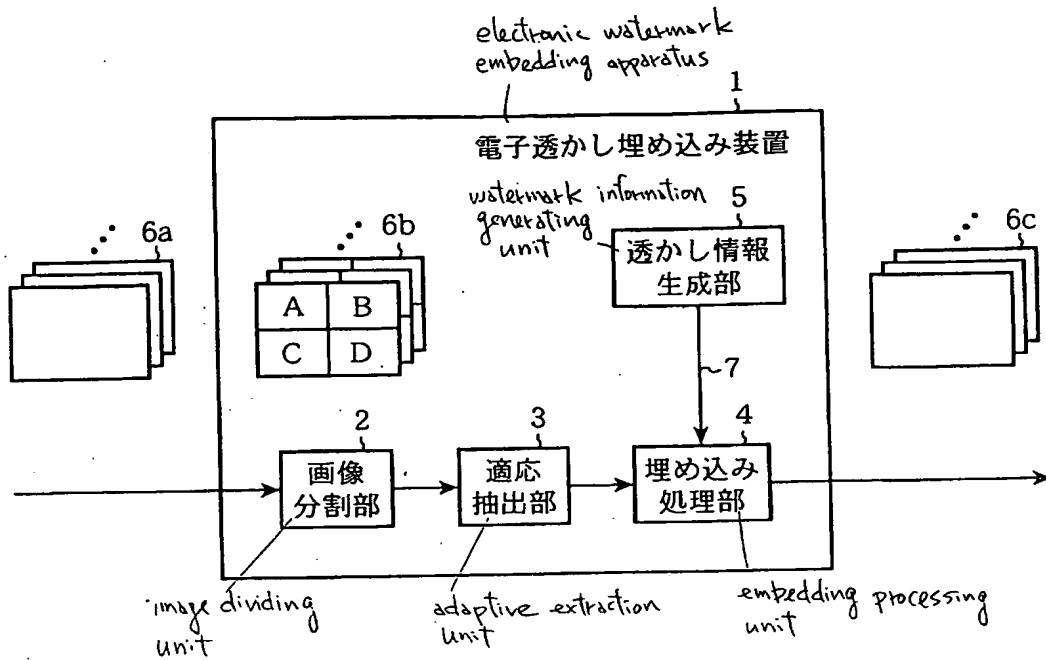 electronic watermark
embedding apparatus
1
電子透かし埋め込み装置
watermark information
generating
unit
5
透かし情報
生成部
6a
6b
6c
A B
C D
7
2
画像
分割部
3
適応
抽出部
4
埋め込み
処理部
image dividing
unit
adaptive extraction
unit
embedding processing
unit